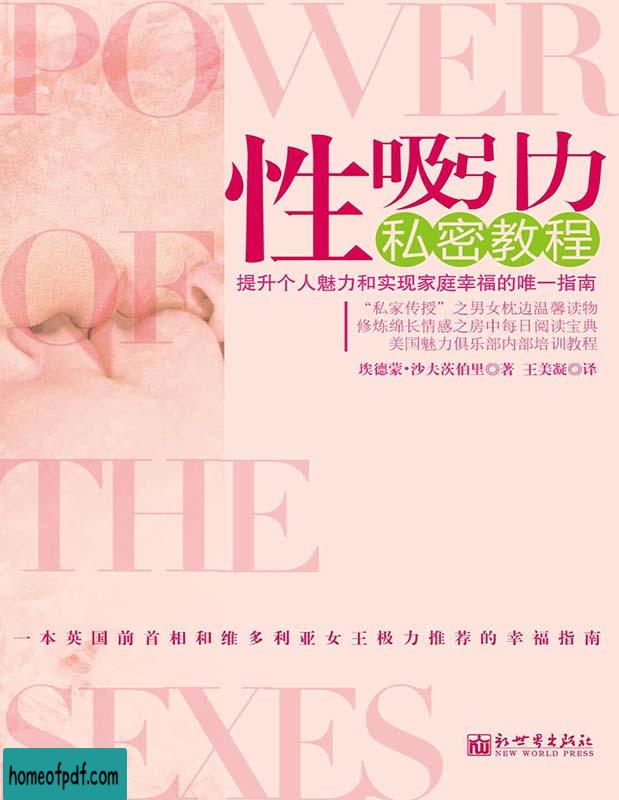 POWER
性吸引力
私密教程
提升个人魅力和实现家庭幸福的唯一指南
“私家传授”之男女枕边温馨读物
修炼绵长情感之房中每日阅读宝典
美国魅力俱乐部内部培训教程
埃德蒙·沙夫茨伯里◎著 王美凝◎译
OF
THE
一本英国前首相和维多利亚女王极力推荐的幸福指南
SEXES
新世界出版社
NEW WORLD PRESS
homeofpdf.com